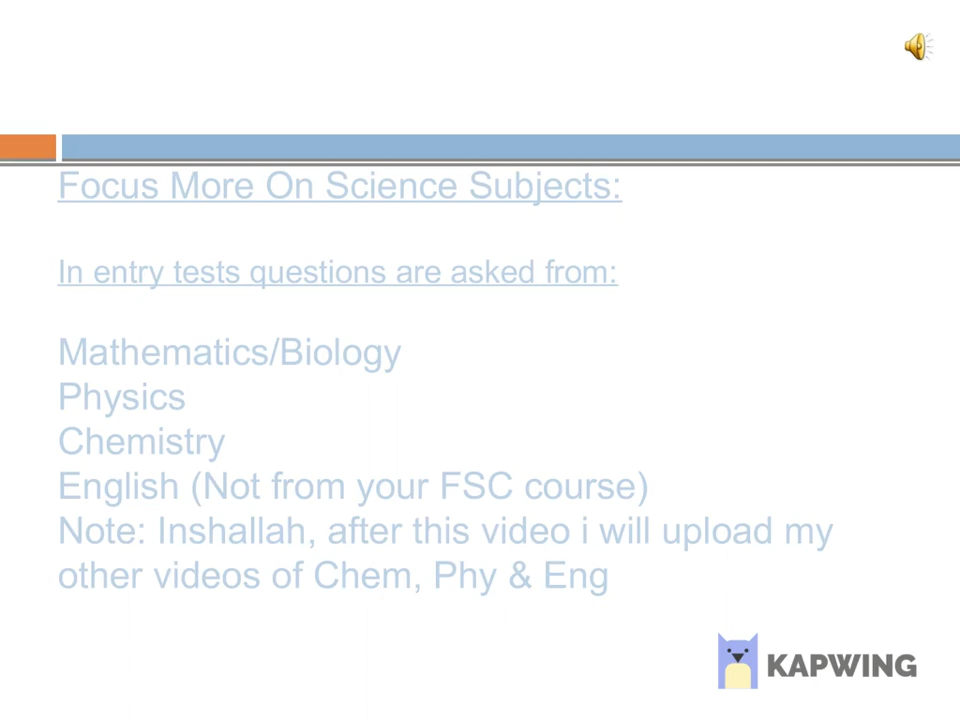 Focus More On Science Subjects:
In entry tests questions are asked from:
Mathematics/Biology
Physics
Chemistry
English (Not from your FSC course)
Note: Inshallah, after this video i will upload my
other videos of Chem, Phy & Eng
KAPWING